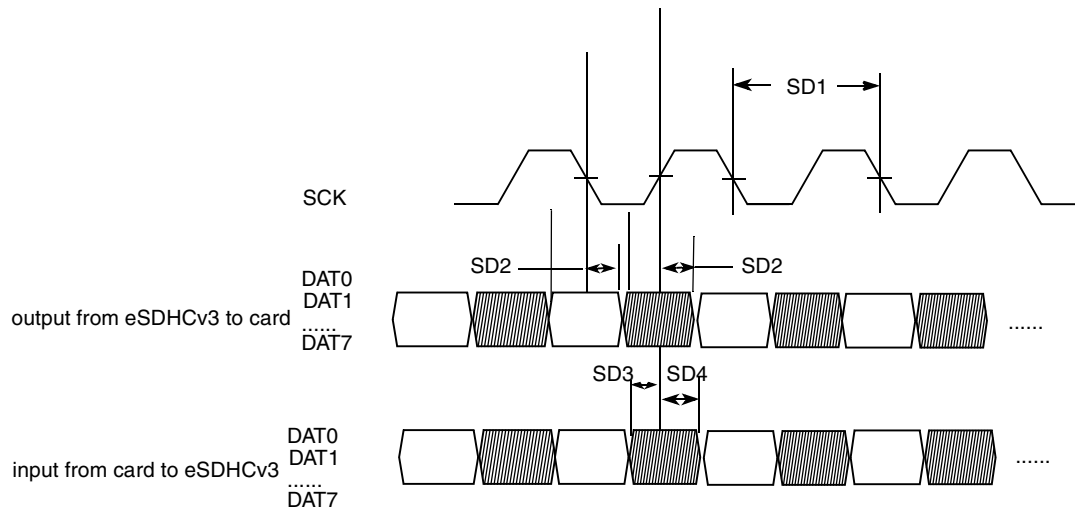 SD1
SCK
SD2
SD2
DAT0
DAT1
output from eSDHCv3 to card
......
......
DAT7
SD3
SD4
DAT0
DAT1
input from card to eSDHCv3
......
......
DAT7